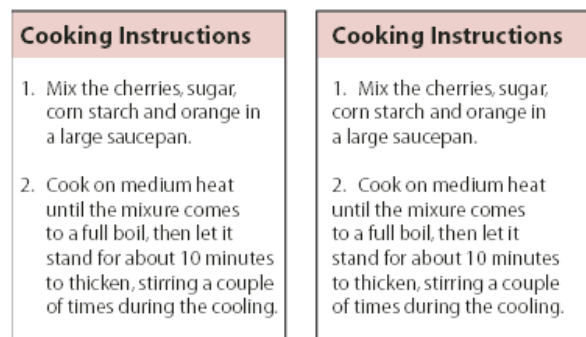 Cooking Instructions
1. Mix the cherries, sugar,
corn starch and orange in
a large saucepan.
2. Cook on medium heat
until the mixure comes
to a full boil, then let it
stand for about 10 minutes
to thicken, stirring a couple
of times during the cooling.
Cooking Instructions
1. Mix the cherries, sugar,
corn starch and orange in
a large saucepan.
2. Cook on medium heat
until the mixure comes
to a full boil, then let it
stand for about 10 minutes
to thicken, stirring a couple
of times during the cooling.